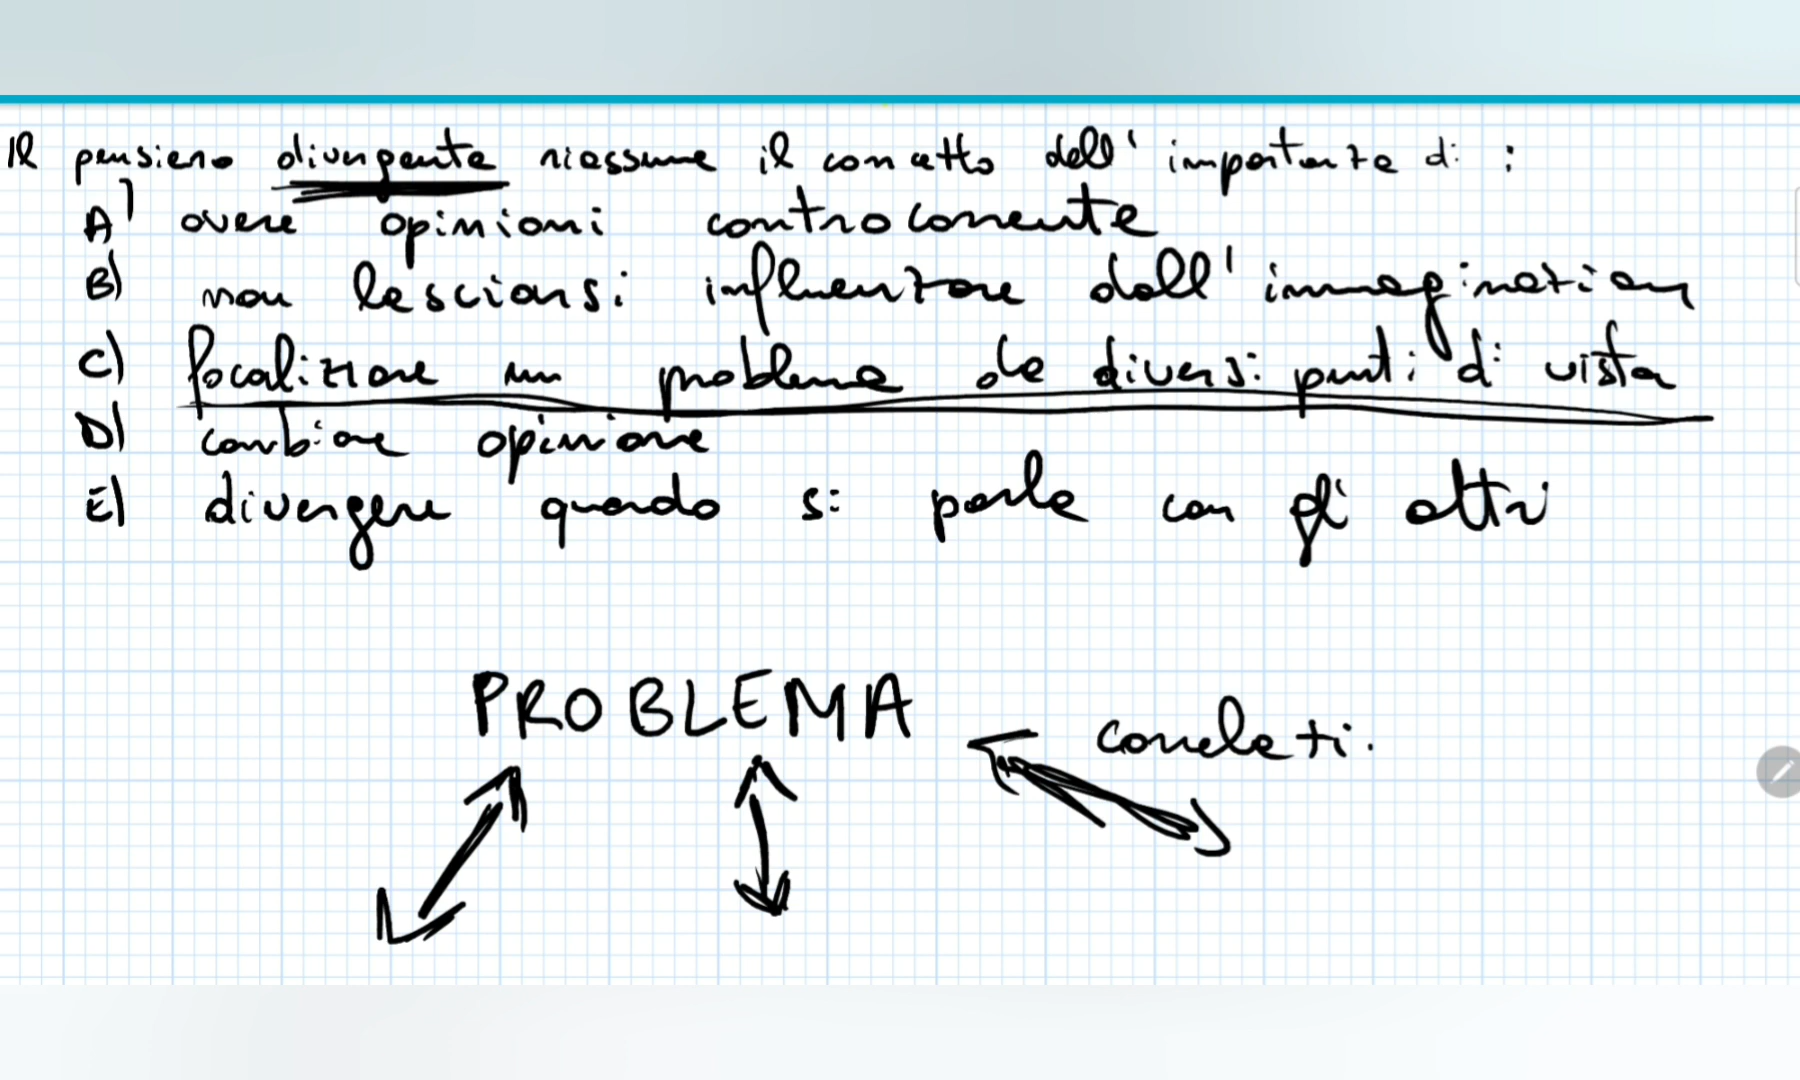 Il pensiero divergente riassume il concetto dell'importanza di :
A) avere opinioni controcorrente
B) non lasciarsi influenzare dall'immaginazione
C) focalizzare un problema da diversi punti di vista
D) cambiare opinione
E) divergere quando si parla con gli altri
PROBLEMA
correlati.